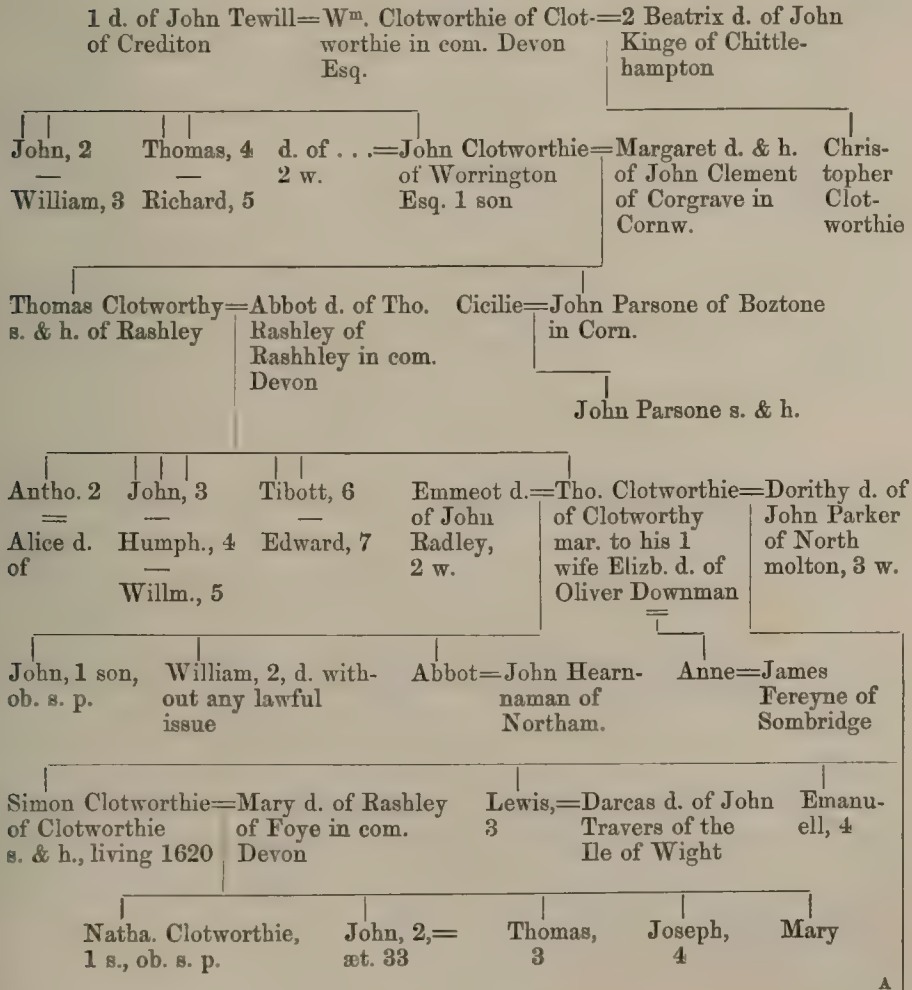 1 d. of John Tewill=Wm. Clotworthie of Clot-=2 Beatrix d. of John
of Crediton worthie in com. Devon Kinge of Chittle-
Esq. hampton
John, 2 Thomas, 4 d. of . . .=John Clotworthie=Margaret d. & h. Chris-
— — 2 w. of Worrington of John Clement topher
William, 3 Richard, 5 Esq. 1 son of Corgrave in Clot-
Cornw. worthie
Thomas Clotworthy=Abbot d. of Tho. Cicilie=John Parsone of Boztone
s. & h. of Rashley Rashley of in Corn.
Rashhley in com.
Devon
John Parsone s. & h.
Antho. 2 John, 3 Tibott, 6 Emmeot d.=Tho. Clotworthie=Dorithy d. of
= — — of John of Clotworthy John Parker
Alice d. Humph., 4 Edward, 7 Radley, mar. to his 1 of North
of — 2 w. wife Elizb. d. of molton, 3 w.
Willm., 5 Oliver Downman
=
John, 1 son, William, 2, d. with- Abbot=John Hearn- Anne=James
ob. s. p. out any lawful naman of Fereyne of
issue Northam. Sombridge
Simon Clotworthie=Mary d. of Rashley Lewis,=Darcas d. of John Emanu-
of Clotworthie of Foye in com. 3 Travers of the ell, 4
s. & h., living 1620 Devon Ile of Wight
Natha. Clotworthie, John, 2,= Thomas, Joseph, Mary
1 s., ob. s. p. æt. 33 3 4
A